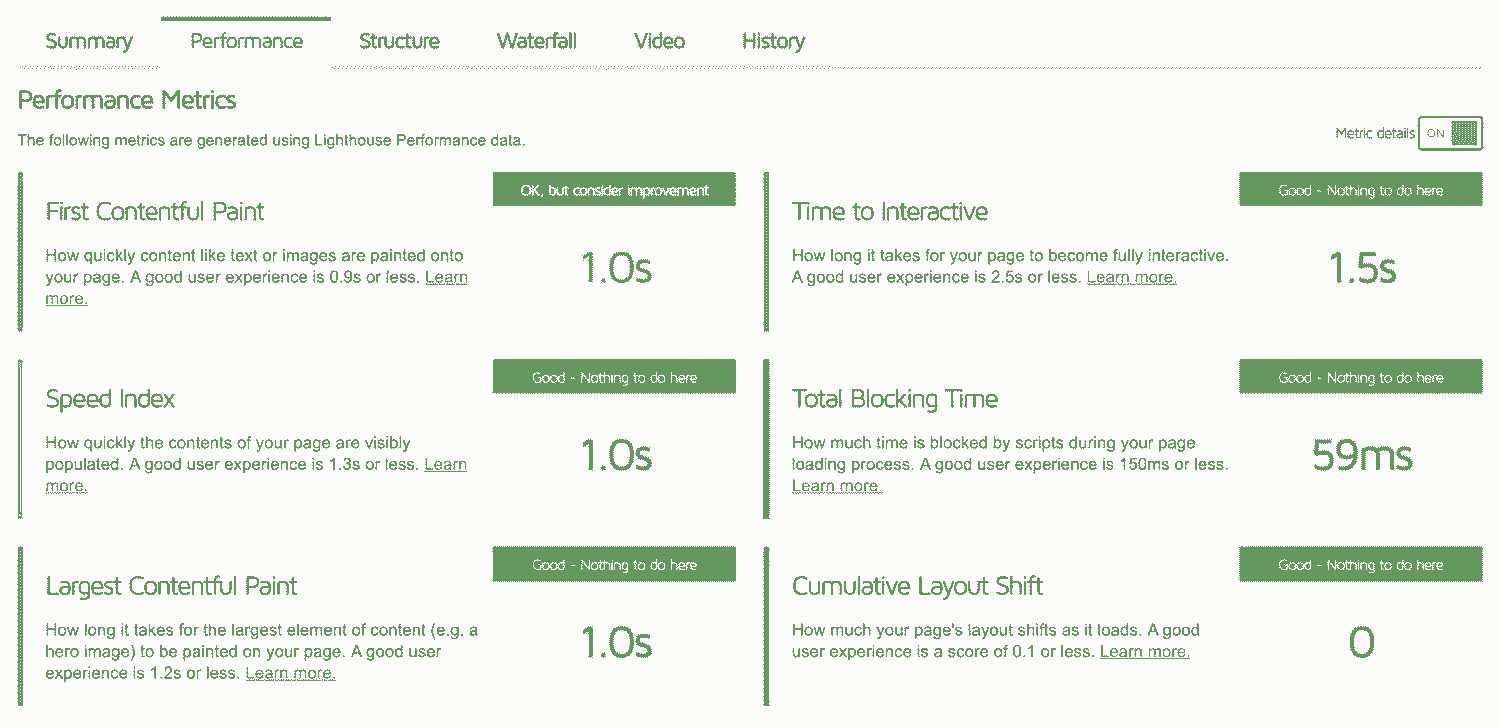 Summary Performance Structure Waterfall Video History
Performance Metrics
The following metrics are generated using Lighthouse Performance data.
Metric details ON
First Contentful Paint
OK, but consider improvement
How quickly content like text or images are painted onto
your page. A good user experience is 0.9s or less. Learn
more.
1.0s
Time to Interactive
Good - Nothing to do here
How long it takes for your page to become fully interactive.
A good user experience is 2.5s or less. Learn more.
1.5s
Speed Index
Good - Nothing to do here
How quickly the contents of your page are visibly
populated. A good user experience is 1.3s or less. Learn
more.
1.0s
Total Blocking Time
Good - Nothing to do here
How much time is blocked by scripts during your page
loading process. A good user experience is 150ms or less.
Learn more.
59ms
Largest Contentful Paint
Good - Nothing to do here
How long it takes for the largest element of content (e.g. a
hero image) to be painted on your page. A good user
experience is 1.2s or less. Learn more.
1.0s
Cumulative Layout Shift
Good - Nothing to do here
How much your page's layout shifts as it loads. A good
user experience is a score of 0.1 or less. Learn more.
0